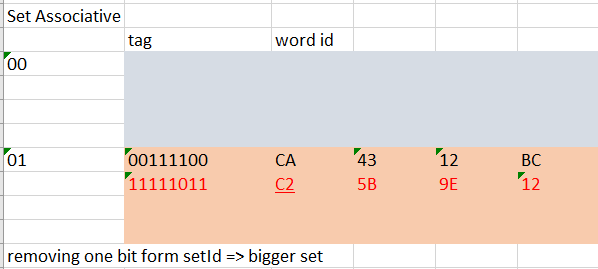 Set Associative
tag word id
00
01 00111100 CA 43 12 BC
11111011 C2 5B 9E 12
removing one bit form setId => bigger set